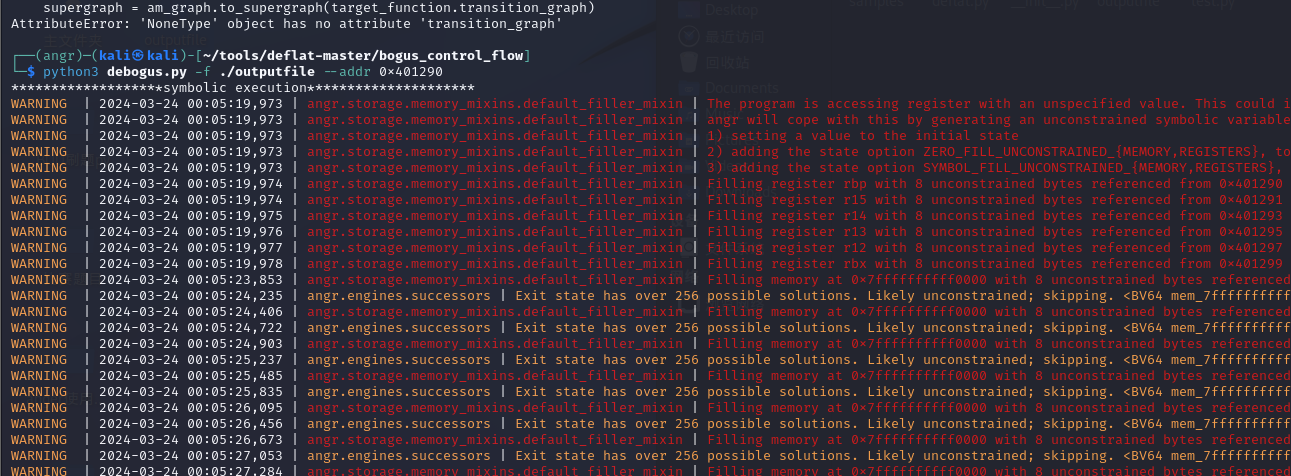 supergraph = am_graph.to_supergraph(target_function.transition_graph)
AttributeError: 'NoneType' object has no attribute 'transition_graph'
┌──(angr)─(kali㉿kali)-[~/tools/deflat-master/bogus_control_flow]
└─$ python3 debogus.py -f ./outputfile --addr 0×401290
*******************symbolic execution********************
WARNING | 2024-03-24 00:05:19,973 | angr.storage.memory_mixins.default_filler_mixin | The program is accessing register with an unspecified value. This could i
WARNING | 2024-03-24 00:05:19,973 | angr.storage.memory_mixins.default_filler_mixin | angr will cope with this by generating an unconstrained symbolic variable
WARNING | 2024-03-24 00:05:19,973 | angr.storage.memory_mixins.default_filler_mixin | 1) setting a value to the initial state
WARNING | 2024-03-24 00:05:19,973 | angr.storage.memory_mixins.default_filler_mixin | 2) adding the state option ZERO_FILL_UNCONSTRAINED_{MEMORY,REGISTERS}, to
WARNING | 2024-03-24 00:05:19,973 | angr.storage.memory_mixins.default_filler_mixin | 3) adding the state option SYMBOL_FILL_UNCONSTRAINED_{MEMORY,REGISTERS},
WARNING | 2024-03-24 00:05:19,974 | angr.storage.memory_mixins.default_filler_mixin | Filling register rbp with 8 unconstrained bytes referenced from 0×401290
WARNING | 2024-03-24 00:05:19,974 | angr.storage.memory_mixins.default_filler_mixin | Filling register r15 with 8 unconstrained bytes referenced from 0×401291
WARNING | 2024-03-24 00:05:19,975 | angr.storage.memory_mixins.default_filler_mixin | Filling register r14 with 8 unconstrained bytes referenced from 0×401293
WARNING | 2024-03-24 00:05:19,976 | angr.storage.memory_mixins.default_filler_mixin | Filling register r13 with 8 unconstrained bytes referenced from 0×401295
WARNING | 2024-03-24 00:05:19,977 | angr.storage.memory_mixins.default_filler_mixin | Filling register r12 with 8 unconstrained bytes referenced from 0×401297
WARNING | 2024-03-24 00:05:19,978 | angr.storage.memory_mixins.default_filler_mixin | Filling register rbx with 8 unconstrained bytes referenced from 0×401299
WARNING | 2024-03-24 00:05:23,853 | angr.storage.memory_mixins.default_filler_mixin | Filling memory at 0×7fffffffffff0000 with 8 unconstrained bytes referenced
WARNING | 2024-03-24 00:05:24,235 | angr.engines.successors | Exit state has over 256 possible solutions. Likely unconstrained; skipping. <BV64 mem_7ffffffffff
WARNING | 2024-03-24 00:05:24,406 | angr.storage.memory_mixins.default_filler_mixin | Filling memory at 0×7fffffffffff0000 with 8 unconstrained bytes referenced
WARNING | 2024-03-24 00:05:24,722 | angr.engines.successors | Exit state has over 256 possible solutions. Likely unconstrained; skipping. <BV64 mem_7ffffffffff
WARNING | 2024-03-24 00:05:24,903 | angr.storage.memory_mixins.default_filler_mixin | Filling memory at 0×7fffffffffff0000 with 8 unconstrained bytes referenced
WARNING | 2024-03-24 00:05:25,237 | angr.engines.successors | Exit state has over 256 possible solutions. Likely unconstrained; skipping. <BV64 mem_7ffffffffff
WARNING | 2024-03-24 00:05:25,485 | angr.storage.memory_mixins.default_filler_mixin | Filling memory at 0×7fffffffffff0000 with 8 unconstrained bytes referenced
WARNING | 2024-03-24 00:05:25,835 | angr.engines.successors | Exit state has over 256 possible solutions. Likely unconstrained; skipping. <BV64 mem_7ffffffffff
WARNING | 2024-03-24 00:05:26,095 | angr.storage.memory_mixins.default_filler_mixin | Filling memory at 0×7fffffffffff0000 with 8 unconstrained bytes referenced
WARNING | 2024-03-24 00:05:26,456 | angr.engines.successors | Exit state has over 256 possible solutions. Likely unconstrained; skipping. <BV64 mem_7ffffffffff
WARNING | 2024-03-24 00:05:26,673 | angr.storage.memory_mixins.default_filler_mixin | Filling memory at 0×7fffffffffff0000 with 8 unconstrained bytes referenced
WARNING | 2024-03-24 00:05:27,053 | angr.engines.successors | Exit state has over 256 possible solutions. Likely unconstrained; skipping. <BV64 mem_7ffffffffff
WARNING | 2024-03-24 00:05:27,284 | angr.storage.memory_mixins.default_filler_mixin | Filling memory at 0×7fffffffffff0000 with 8 unconstrained bytes referenced
Desktop
最近访问
回收站
Documents